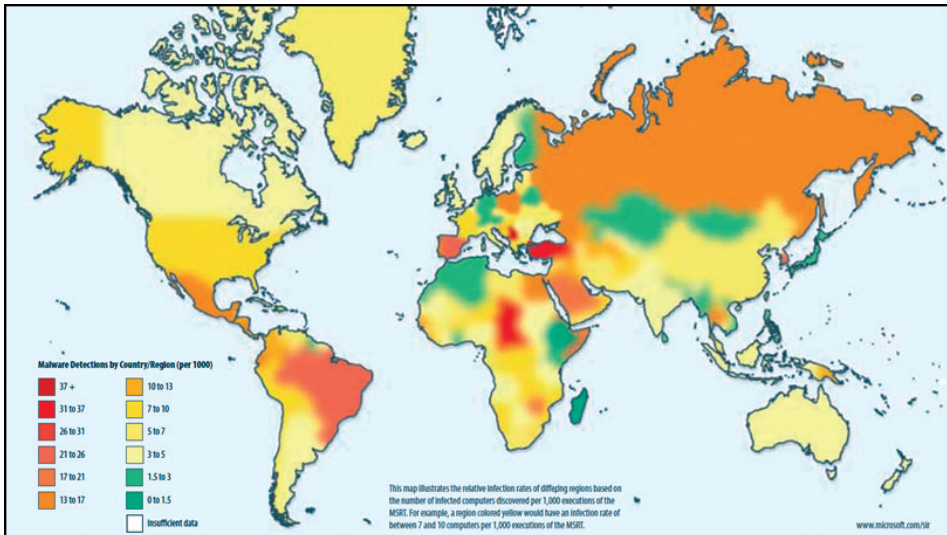 Malware Detections by Country/Region (per 1000)
37 + 10 to 13
31 to 37 7 to 10
26 to 31 5 to 7
21 to 26 3 to 5
17 to 21 1.5 to 3
13 to 17 0 to 1.5
Insufficient data
This map illustrates the relative infection rates of differing regions based on
the number of infected computers discovered per 1,000 executions of the
MSRT. For example, a region colored yellow would have an infection rate of
between 7 and 10 computers per 1,000 executions of the MSRT.
www.microsoft.com/sir